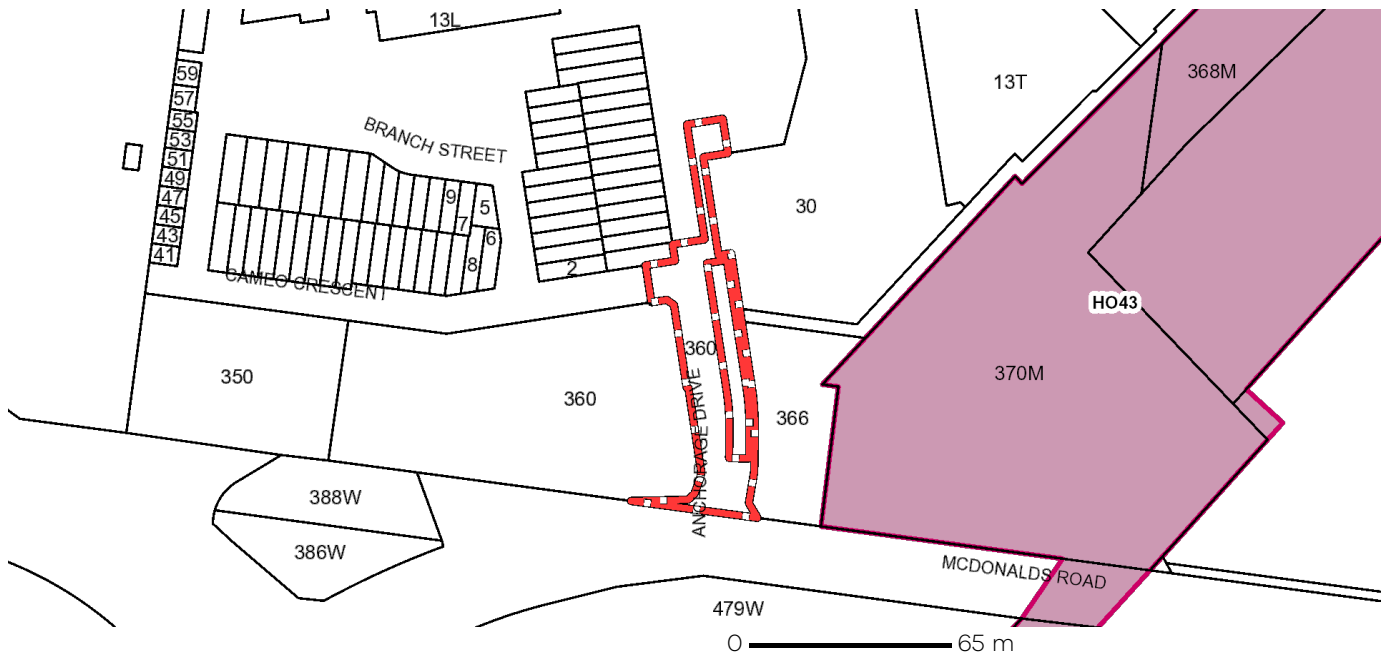 13L
59
57
55
53
51
49
47
45
43
41
BRANCH STREET
9
5
7
6
8
2
CAMEO CRESCENT
13T
368M
30
HO43
350
360
360
366
370M
ANCHORAGE DRIVE
388W
386W
MCDONALDS ROAD
479W
0 65 m